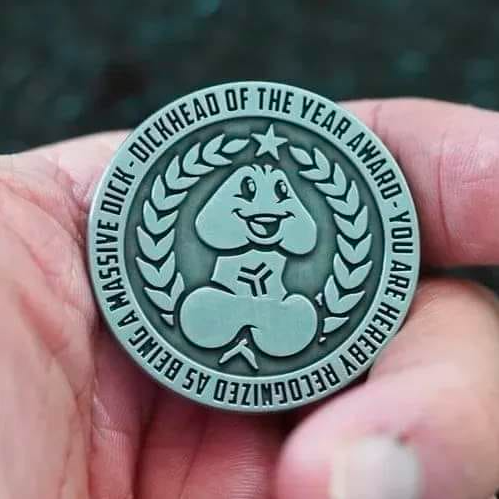 DICKHEAD OF THE YEAR AWARD - YOU ARE HEREBY RECOGNIZED AS BEING A MASSIVE DICK -